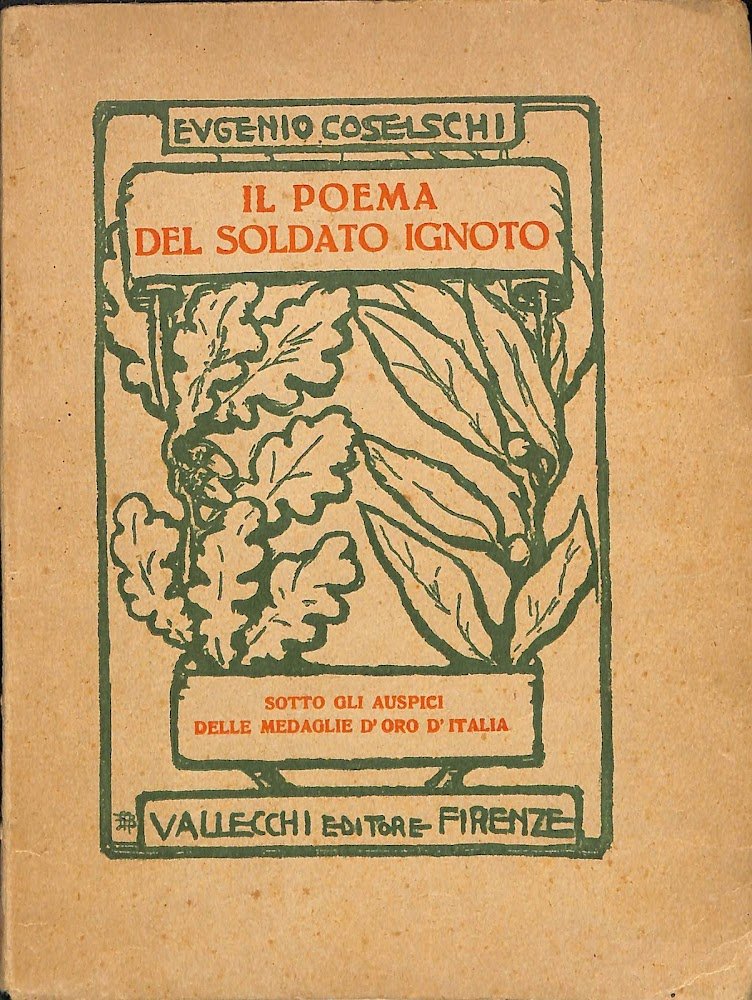 EVGENIO COSELSCHI
IL POEMA
DEL SOLDATO IGNOTO
SOTTO GLI AUSPICI
DELLE MEDAGLIE D'ORO D'ITALIA
VALLECCHI EDITORE FIRENZE